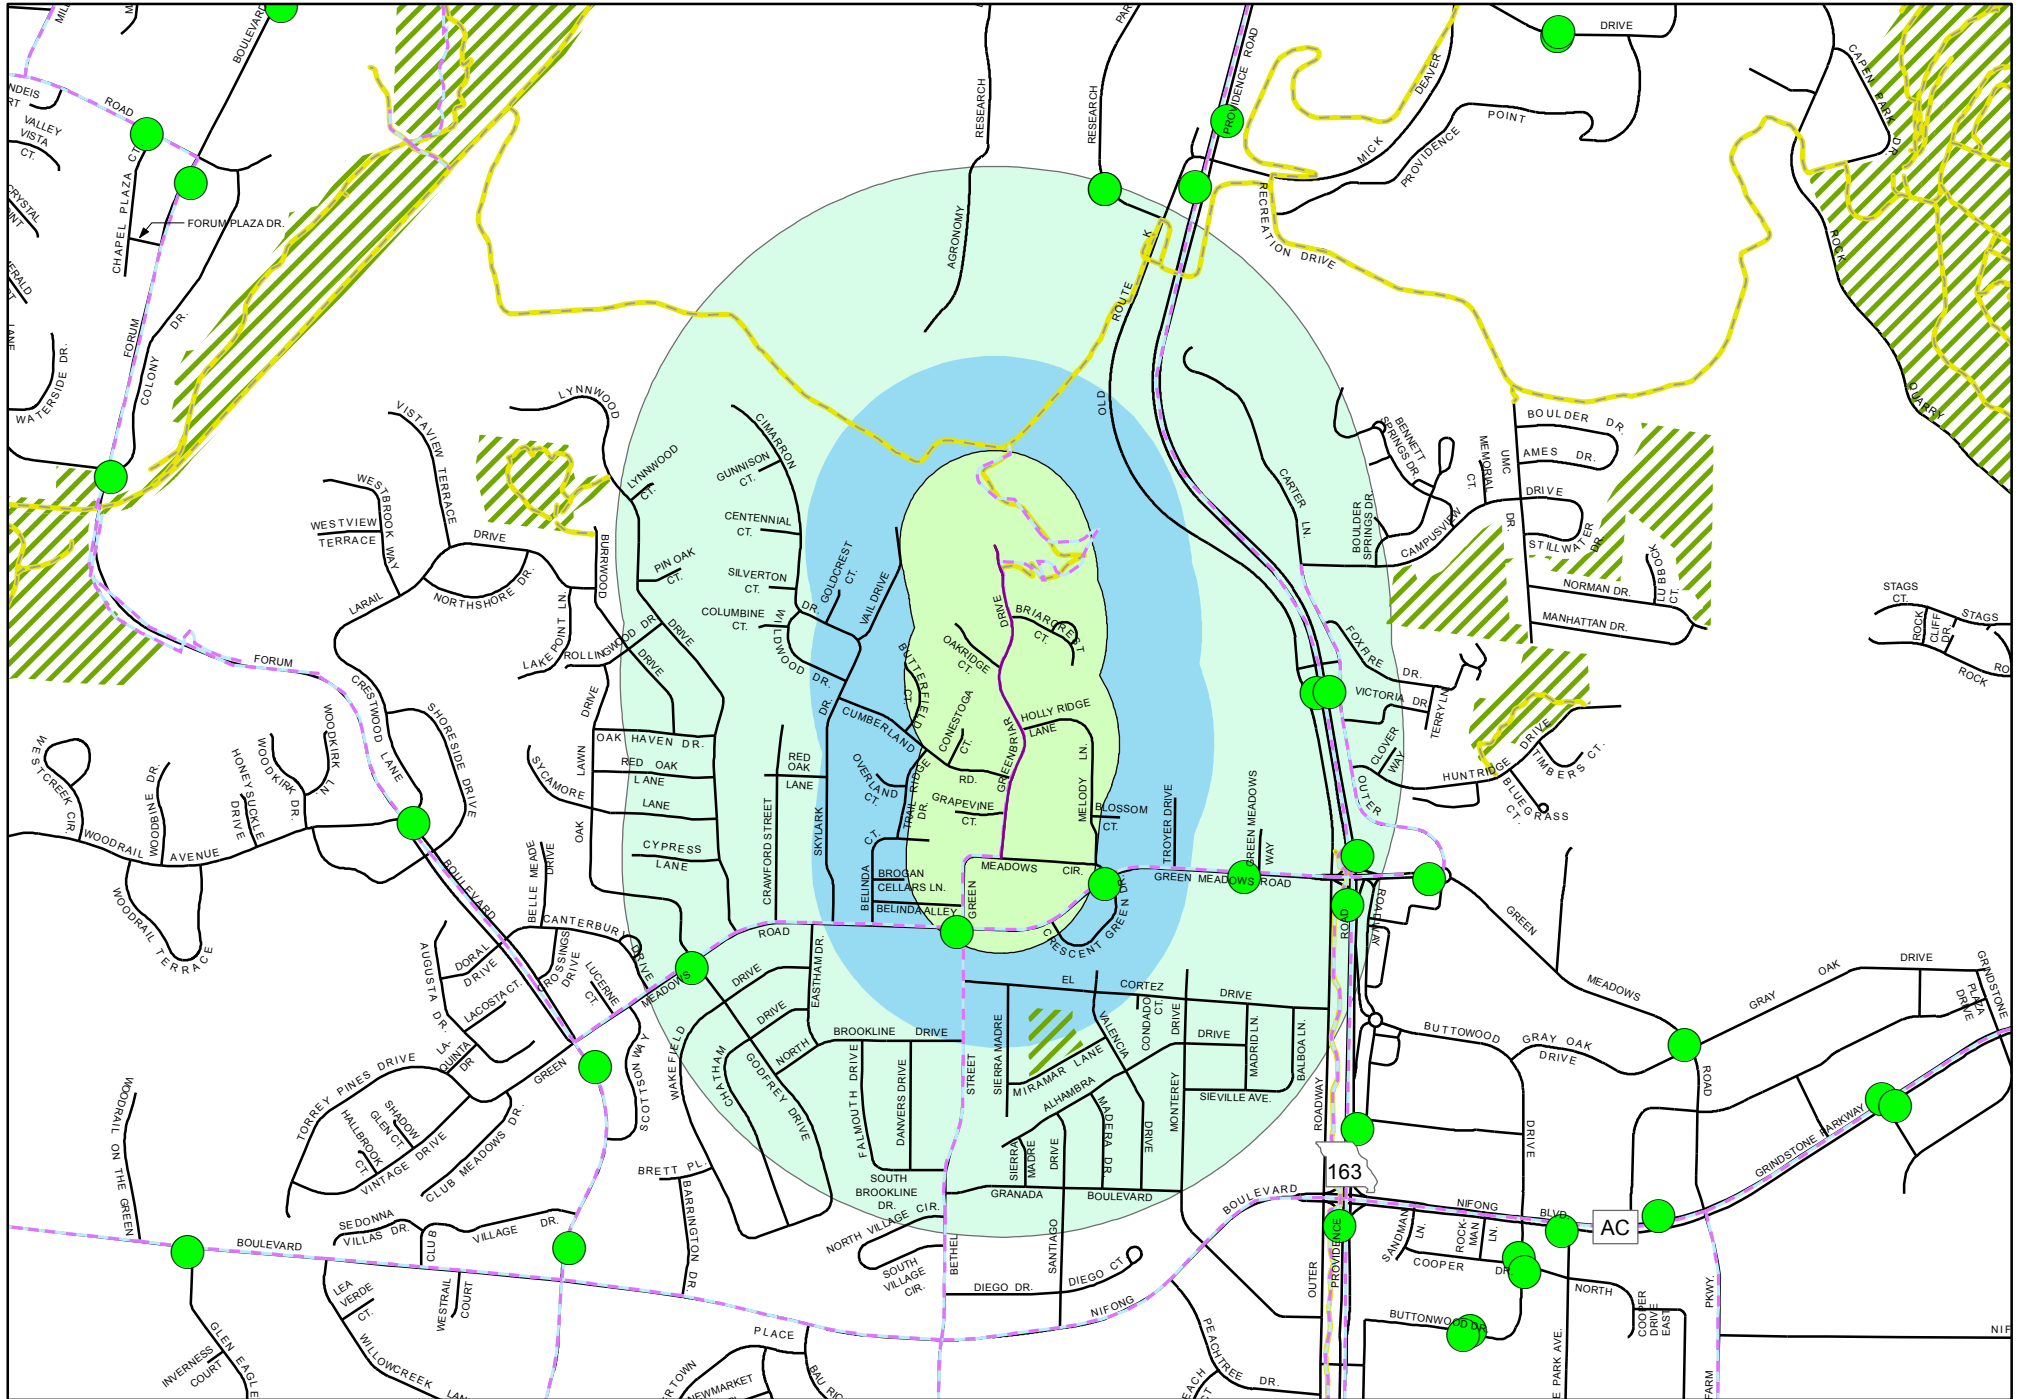 BOULEVARD
ROAD
VALLEY
VISTA
CT.
CHAPEL PLAZA CT.
FORUM PLAZA DR.
FORUM
COLONY
DR.
WATERSIDE DR.
LANE
RESEARCH
RESEARCH
AGRONOMY
PROVIDENCE ROAD
DRIVE
MICK
DEAVER
PROVIDENCE
POINT
RECREATION DRIVE
CAPEN PARK DR.
ROCK
QUARRY
ROUTE
K
OLD
LYNNWOOD
VISTAVIEW TERRACE
WESTBROOK WAY
WESTVIEW
TERRACE
DRIVE
NORTHSHORE DR.
LARAIL
LYNNWOOD
CT.
CIMARRON
GUNNISON
CT.
CENTENNIAL
CT.
SILVERTON
CT.
COLUMBINE
CT.
WILDWOOD DR.
DR.
GOLDCREST
CT.
VAIL DRIVE
PIN OAK
CT.
BURRWOOD
DRIVE
LAKE POINT LN.
ROLLINGWOOD DR.
DRIVE
DRIVE
BUTTERFIELD
CT.
CUMBERLAND
RD.
CONESTOGA
CT.
OAKRIDGE
CT.
BRIARCREST
CT.
GREENBRIAR
DRIVE
HOLLY RIDGE
LANE
MELODY LN.
GRAPEVINE
CT.
BLOSSOM
CT.
OVERLAND
CT.
TRAIL RIDGE
DR.
SKYLARK
DR.
CRAWFORD STREET
RED
OAK
LANE
OAK HAVEN DR.
RED OAK
LANE
SYCAMORE
LANE
CYPRESS
LANE
OAK
LAWN
BELINDA
CT.
BROGAN
CELLARS LN.
BELINDA ALLEY
GREEN
MEADOWS
CIR.
CRESCENT GREEN DR.
TROYER DRIVE
GREEN MEADOWS
WAY
GREEN MEADOWS ROAD
BENNETT
SPRINGS DR.
BOULDER
SPRINGS DR.
CARTER LN.
CAMPUSVIEW
DRIVE
MEMORIAL
CT.
UMC
DR.
BOULDER DR.
AMES DR.
STILLWATER
DR.
NORMAN DR.
LUBBOCK
CT.
MANHATTAN DR.
FOXFIRE DR.
VICTORIA DR.
TERRY LN.
CLOVER
WAY
OUTER
ROAD
HUNTRIDGE DRIVE
TIMBERS CT.
BLUEGRASS
CT.
STAGS
CT.
ROCK
CLIFF
DR.
STAGS
ROCK
FORUM
CRESTWOOD LANE
SHORESIDE DRIVE
WESTCREEK CIR.
WOODBINE DR.
HONEYSUCKLE
DRIVE
WOODKIRK DR.
WOODKIRK
LN.
WOODRAIL AVENUE
WOODRAIL TERRACE
BOULEVARD
BELLE MEADE
DRIVE
CANTERBURY DRIVE
DORAL
DRIVE
AUGUSTA DR.
CROSSINGS
DRIVE
LUCERNE
CT.
LACOSTA CT.
LA-
QUINTA
DR
GREEN
MEADOWS
ROAD
TORREY PINES DRIVE
SHADOW
GLEN CT.
HALLBROOK
CT.
VINTAGE DRIVE
CLUB MEADOWS DR.
SCOTTSON WAY
WAKEFIELD
DRIVE
CHATHAM
DRIVE
GODFREY DRIVE
NORTH
BROOKLINE DRIVE
EASTHAM DR.
FALMOUTH DRIVE
DANVERS DRIVE
SOUTH
BROOKLINE
DR.
BETHEL
STREET
EL CORTEZ DRIVE
SIERRA MADRE
VALENCIA
DRIVE
CONDADO
CT.
MIRAMAR LANE
ALHAMBRA
DRIVE
MONTEREY
DRIVE
MADRID LN.
BALBOA LN.
SIEVILLE AVE.
MADERA DR.
SIERRA
MADRE
SANTIAGO
DRIVE
GRANADA BOULEVARD
NORTH VILLAGE CIR.
SOUTH
VILLAGE
CIR.
DIEGO DR.
DIEGO CT
BRETT PL.
BARRINGTON DR.
WOODRAIL ON THE GREEN
BOULEVARD
SEDONNA
VILLAS DR.
CLUB
VILLAGE DR.
LEA
VERDE
CT.
WESTRAIL
COURT
WILLOWCREEK
INVERNESS
COURT
GLEN EAGLE
PLACE
NEWMARKET
NIFONG
BOULEVARD
PEACHTREE DR.
OUTER
ROADWAY
PROVIDENCE
ROAD
ROADWAY
163
NIFONG
BLVD.
AC
SANDMAN
LN.
ROCK-
MAN
LN.
COOPER
DR.
NORTH
COOPER
DRIVE
EAST
BUTTONWOOD DR.
BUTTOWOOD
DRIVE
GRAY OAK
DRIVE
GREEN
MEADOWS
ROAD
GRAY
OAK
DRIVE
GRINDSTONE
PLAZA
DRIVE
GRINDSTONE PARKWAY
PKWY.
FARM
E PARK AVE.